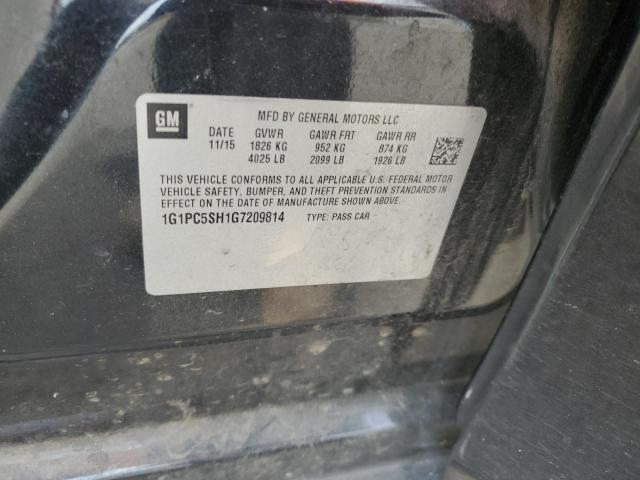 GM
MFD BY GENERAL MOTORS LLC
DATE GVWR GAWR FRT GAWR RR
11/15 1826 KG 952 KG 874 KG
4025 LB 2099 LB 1926 LB
THIS VEHICLE CONFORMS TO ALL APPLICABLE U.S. FEDERAL MOTOR
VEHICLE SAFETY, BUMPER, AND THEFT PREVENTION STANDARDS IN
EFFECT ON THE DATE OF MANUFACTURE SHOWN ABOVE.
1G1PC5SH1G7209814 TYPE: PASS CAR